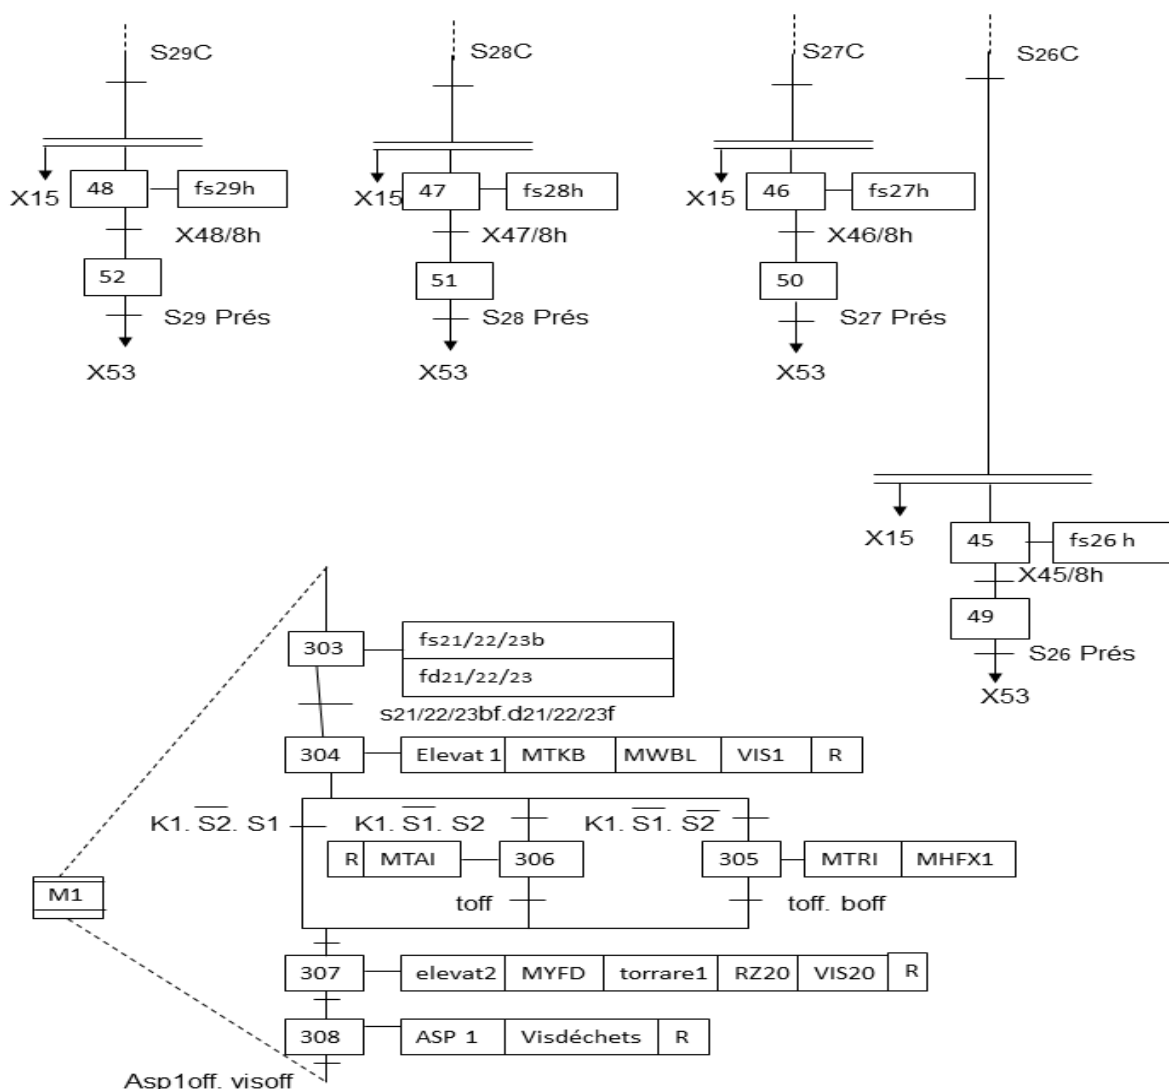 S29C S28C S27C S26C
X15 48 fs29h X15 47 fs28h X15 46 fs27h
X48/8h X47/8h X46/8h
52 51 50
S29 Prés S28 Prés S27 Prés
X53 X53 X53
X15 45 fs26 h
X45/8h
49
S26 Prés
X53
303 fs21/22/23b
fd21/22/23
s21/22/23bf.d21/22/23f
304 Elevat 1 MTKB MWBL VIS1 R
K1. S̅2̅. S1 K1. S̅1̅. S2 K1. S̅1̅. S̅2̅
R MTAI 306 305 MTRI MHFX1
M1
toff toff. boff
307 elevat2 MYFD torrare1 RZ20 VIS20 R
308 ASP 1 Visdéchets R
Asp1off. visoff